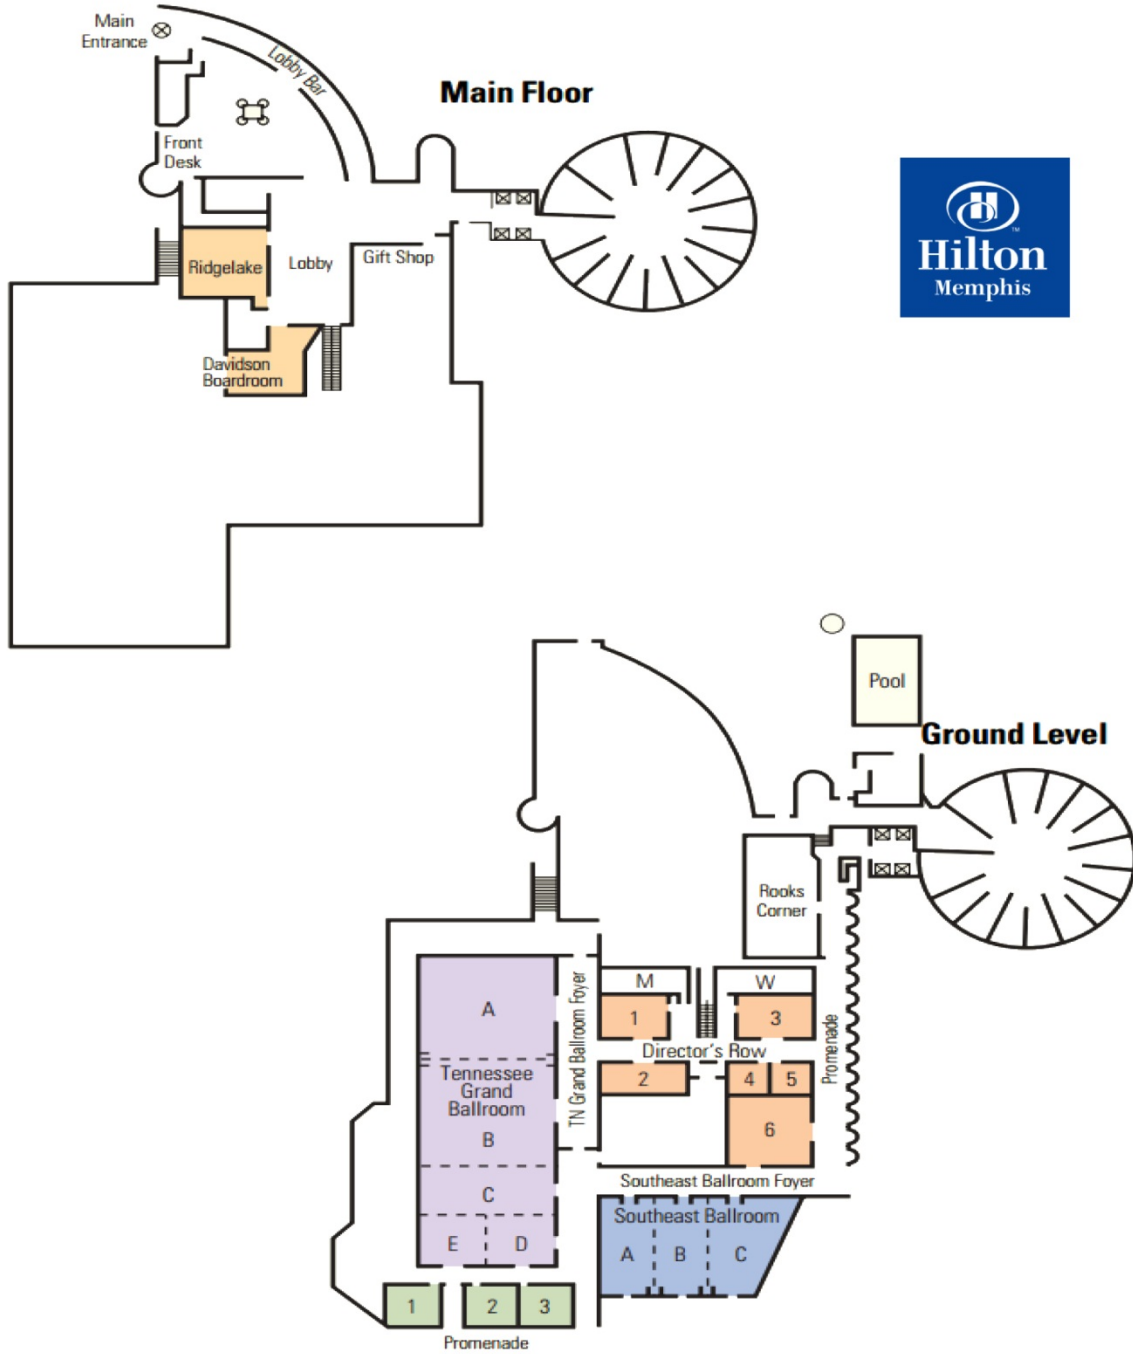 Main
Entrance
Lobby Bar
Main Floor
Front
Desk
Hilton
Memphis
Ridgelake
Lobby
Gift Shop
Davidson
Boardroom
Pool
Ground Level
Rooks
Corner
M
W
A
1
3
TN Grand Ballroom Foyer
Director's Row
Promenade
Tennessee
Grand
Ballroom
2
4
5
B
6
Southeast Ballroom Foyer
C
Southeast Ballroom
E
D
A
B
C
1
2
3
Promenade